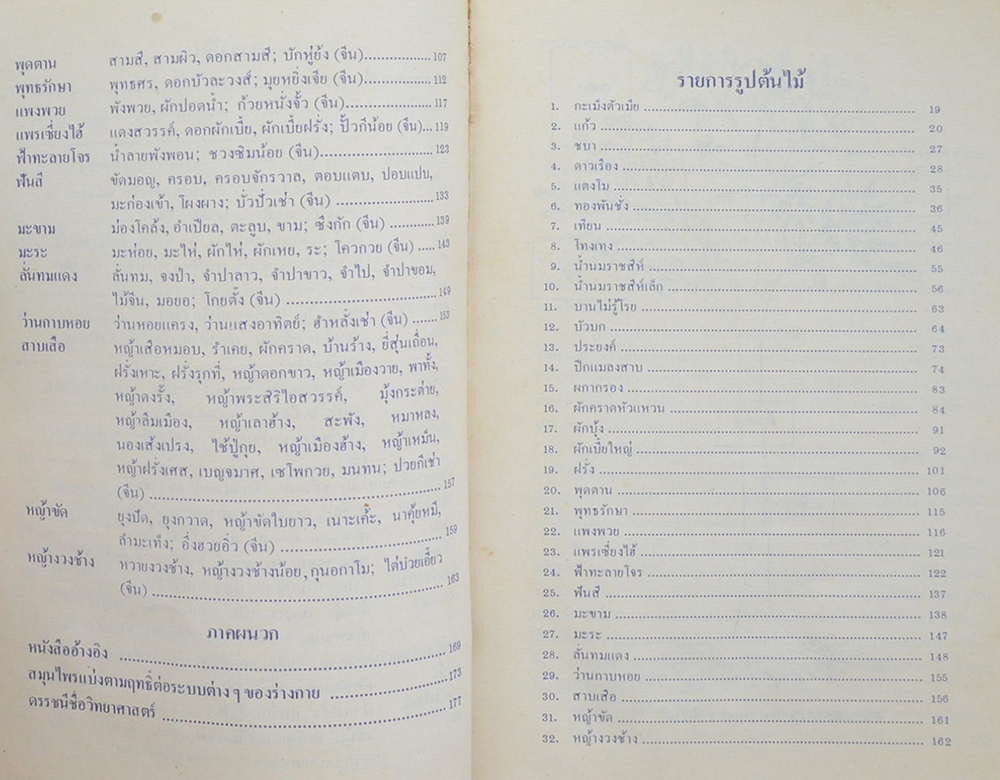 พุดตาน สามสี, สามผิว, ดอกสามสี; บักหู่ย้ง (จีน)................107
พุทธรักษา พุทธศร, ดอกบัวละวงส์; มุยหยิ่งเจีย (จีน)...............112
แพงพวย พังพวย, ผักปอดน้ำ; ก้วยหนั่งจั้ว (จีน)....................117
แพรเซี่ยงไฮ้ แดงสวรรค์, ดอกผักเบี้ย, ผักเบี้ยฝรั่ง; ปั้วกีน้อย (จีน)...119
ฟ้าทะลายโจร น้ำลายพังพอน; ซวงซิมน้อย (จีน)..........................123
ฟันสี ขัดมอญ, ครอบ, ครอบจักรวาล, ตอบแตบ, ปอบแปบ,
มะก่องเข้า, โผงผาง; บั่วปั่วเช่า (จีน) .......................133
มะขาม ม่องโคล้ง, อำเปียล, ตะลูบ, ขาม; ซึงกัก (จีน) ..............139
มะระ มะห่อย, มะไห่, ผักไห่, ผักเหย, ระ; โควกวย (จีน) .....143
ลั่นทมแดง ลั่นทม, จงป่า, จำปาลาว, จำปาขาว, จำไป, จำปาขอม,
ไม้จีน, มอยอ; โกยตั้ง (จีน) .......................................149
ว่านกาบหอย ว่านหอยแครง, ว่านแสงอาทิตย์; ฮำหลั่งเช่า (จีน) .......153
สาบเสือ หญ้าเสือหมอบ, รำเคย, ผักคราด, บ้านร้าง, ยี่สุ่นเถื่อน,
ฝรั่งเหาะ, ฝรั่งรุกที่, หญ้าดอกขาว, หญ้าเมืองวาย, พาทั้ง,
หญ้าดงรั้ง, หญ้าพระสิริไอสวรรค์, มุ้งกระต่าย,
หญ้าลืมเมือง, หญ้าเลาฮ้าง, สะพัง, หมาหลง,
นองเส้งเปรง, ไช้ปู่กุย, หญ้าเมืองฮ้าง, หญ้าเหม็น,
หญ้าฝรั่งเศส, เบญจมาศ, เซโพกวย, มนทน; ปวยกีเช่า
(จีน) ........................................................................157
หญ้าขัด ยุงปัด, ยุงกวาด, หญ้าขัดใบยาว, เนาะเค้ะ, นาคุ้ยหมี,
ลำมะเท็ง; อึ่งฮวยอิ๋ว (จีน) .........................................159
หญ้างวงช้าง หวายงวงช้าง, หญ้างวงช้างน้อย, กุนอกาโม; ไต่บ๋วยเอี้ยว
(จีน) ........................................................................163
ภาคผนวก
หนังสืออ้างอิง ............................................................................169
สมุนไพรแบ่งตามฤทธิ์ต่อระบบต่าง ๆ ของร่างกาย .......................173
ดรรชนีชื่อวิทยาศาสตร์ .................................................................177
รายการรูปต้นไม้
1. กะเม็งตัวเมีย ................................................ 19
2. แก้ว ................................................ 20
3. ชบา ................................................ 27
4. ดาวเรือง ................................................ 28
5. แตงโม ................................................ 35
6. ทองพันชั่ง ................................................ 36
7. เทียน ................................................ 45
8. โทงเทง ................................................ 46
9. น้ำนมราชสีห์ ................................................ 55
10. น้ำนมราชสีห์เล็ก ................................................ 56
11. บานไม่รู้โรย ................................................ 63
12. บัวบก ................................................ 64
13. ประยงค์ ................................................ 73
14. ปีกแมลงสาบ ................................................ 74
15. ผกากรอง ................................................ 83
16. ผักคราดหัวแหวน ................................................ 84
17. ผักบุ้ง ................................................ 91
18. ผักเบี้ยใหญ่ ................................................ 92
19. ฝรั่ง ................................................ 101
20. พุดตาน ................................................ 106
21. พุทธรักษา ................................................ 115
22. แพงพวย ................................................ 116
23. แพรเซี่ยงไฮ้ ................................................ 121
24. ฟ้าทะลายโจร ................................................ 122
25. ฟันสี ................................................ 137
26. มะขาม ................................................ 138
27. มะระ ................................................ 147
28. ลั่นทมแดง ................................................ 148
29. ว่านกาบหอย ................................................ 155
30. สาบเสือ ................................................ 156
31. หญ้าขัด ................................................ 161
32. หญ้างวงช้าง ................................................ 162